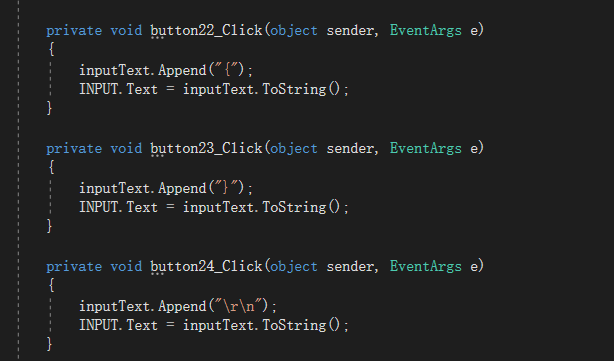 private void button22_Click(object sender, EventArgs e)
{
inputText.Append("{");
INPUT.Text = inputText.ToString();
}
private void button23_Click(object sender, EventArgs e)
{
inputText.Append("}");
INPUT.Text = inputText.ToString();
}
private void button24_Click(object sender, EventArgs e)
{
inputText.Append("\r\n");
INPUT.Text = inputText.ToString();
}